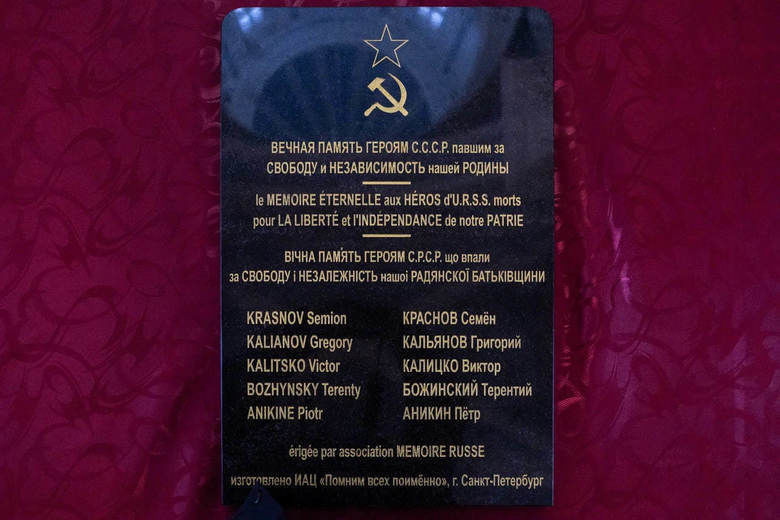 ВЕЧНАЯ ПАМЯТЬ ГЕРОЯМ С.С.С.Р. павшим за
СВОБОДУ и НЕЗАВИСИМОСТЬ нашей РОДИНЫ
le MEMOIRE ÉTERNELLE aux HÉROS d'U.R.S.S. morts
pour LA LIBERTÉ et l'INDÉPENDANCE de notre PATRIE
ВІЧНА ПАМ'ЯТЬ ГЕРОЯМ С.Р.С.Р. що впали
за СВОБОДУ і НЕЗАЛЕЖНІСТЬ нашої РАДЯНСКОЇ БАТЬКІВЩИНИ
KRASNOV Semion КРАСНОВ Семён
KALIANOV Gregory КАЛЬЯНОВ Григорий
KALITSKO Victor КАЛИЦКО Виктор
BOZHYNSKY Terenty БОЖИНСКИЙ Терентий
ANIKINE Piotr АНИКИН Пётр
érigée par association MEMOIRE RUSSE
изготовлено ИАЦ «Помним всех поимённо», г. Санкт-Петербург